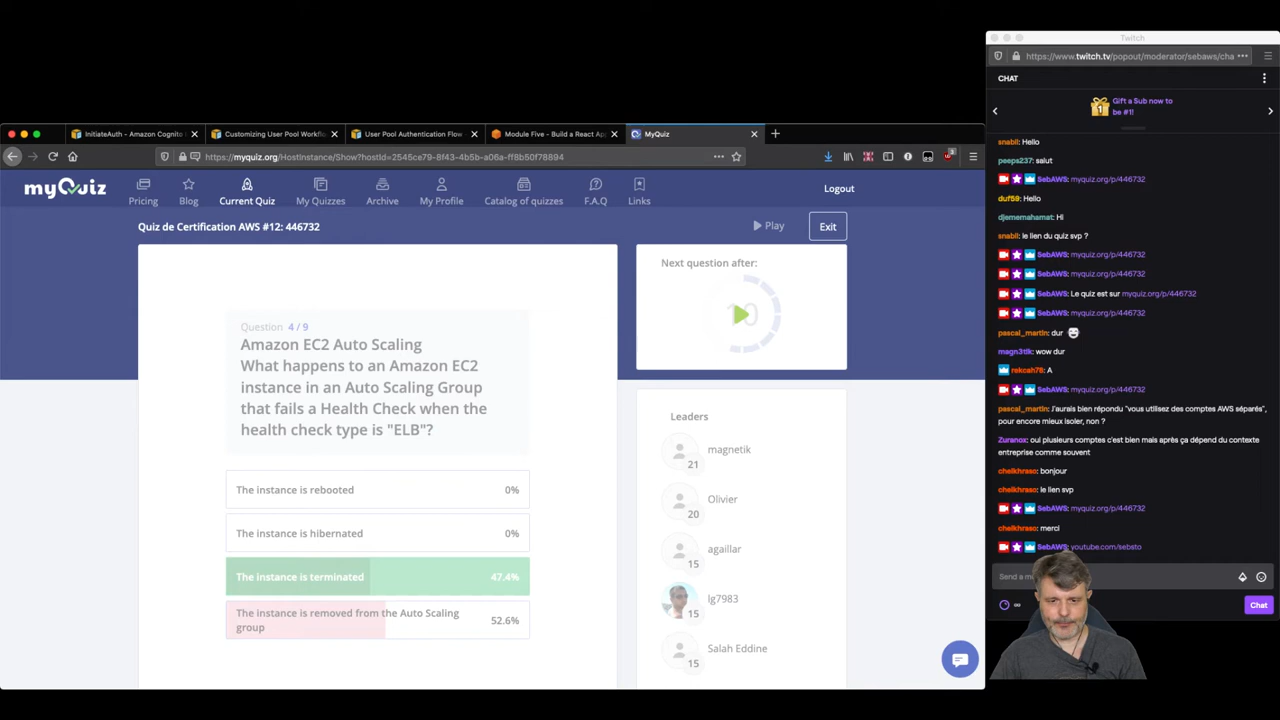 Twitch
https://www.twitch.tv/popout/moderator/sebaws/cha
CHAT
Gift a Sub now to
be #1!
snabil: Hello
peeps237: salut
SebAWS: myquiz.org/p/446732
duf59: Hello
djememahamat: Hi
snabil: le lien du quiz svp ?
SebAWS: myquiz.org/p/446732
SebAWS: myquiz.org/p/446732
SebAWS: Le quiz est sur myquiz.org/p/446732
SebAWS: myquiz.org/p/446732
pascal_martin: dur
magn3t1k: wow dur
rekcah78: A
SebAWS: myquiz.org/p/446732
pascal_martin: J'aurais bien répondu "vous utilisez des comptes AWS séparés",
pour encore mieux isoler, non ?
Zuranox: oui plusieurs comptes c'est bien mais après ça dépend du contexte
entreprise comme souvent
cheikhraso: bonjour
cheikhraso: le lien svp
SebAWS: myquiz.org/p/446732
cheikhraso: merci
SebAWS: youtube.com/sebsto
Send a m
Chat
InitiateAuth - Amazon Cognito
Customizing User Pool Workfl
User Pool Authentication Flow
Module Five - Build a React Ap
MyQuiz
https://myquiz.org/HostInstance/Show?hostId=2545ce79-8f43-4b5b-a06a-ff8b50f78894
3
myQuiz
Pricing
Blog
Current Quiz
My Quizzes
Archive
My Profile
Catalog of quizzes
F.A.Q
Links
Logout
Quiz de Certification AWS #12: 446732
Play
Exit
Question 4 / 9
Amazon EC2 Auto Scaling
What happens to an Amazon EC2
instance in an Auto Scaling Group
that fails a Health Check when the
health check type is "ELB"?
The instance is rebooted 0%
The instance is hibernated 0%
The instance is terminated 47.4%
The instance is removed from the Auto Scaling
group 52.6%
Next question after:
Leaders
magnetik
21
Olivier
20
agaillar
15
lg7983
15
Salah Eddine
15